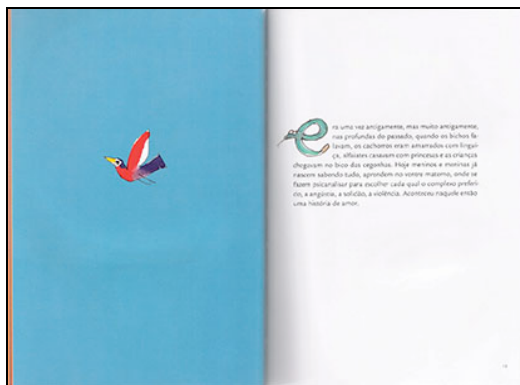 era uma vez antigamente, mas muito antigamente,
nas profundas do passado, quando os bichos fa-
lavam, os cachorros eram amarrados com lingui-
ça, alfaiates casavam com princesas e as crianças
chegavam no bico das cegonhas. Hoje meninos e meninas já
nascem sabendo tudo, aprendem no ventre materno, onde se
fazem psicanalisar para escolher cada qual o complexo preferi-
do, a angústia, a solidão, a violência. Aconteceu naquele então
uma história de amor.